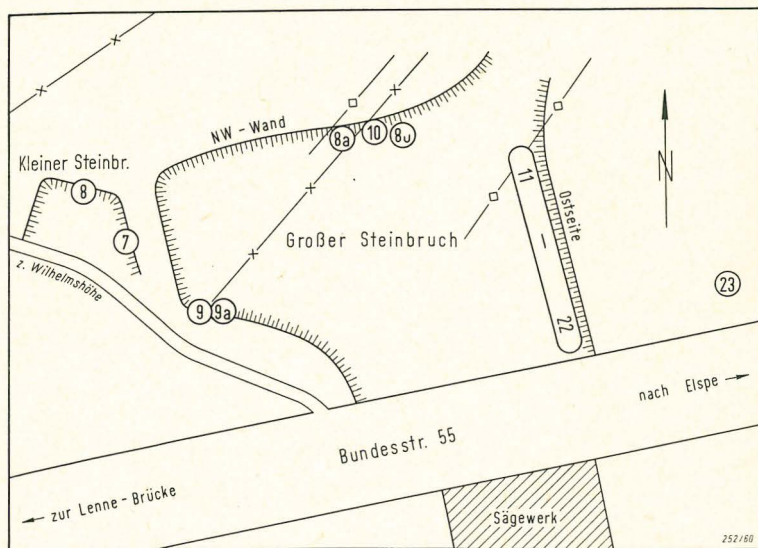 NW-Wand
8a
10
8u
Kleiner Steinbr.
8
7
11
22
Ostseite
Großer Steinbruch
N
z. Wilhelmshöhe
9
9a
23
nach Elspe
Bundesstr. 55
zur Lenne-Brücke
Sägewerk
252/60